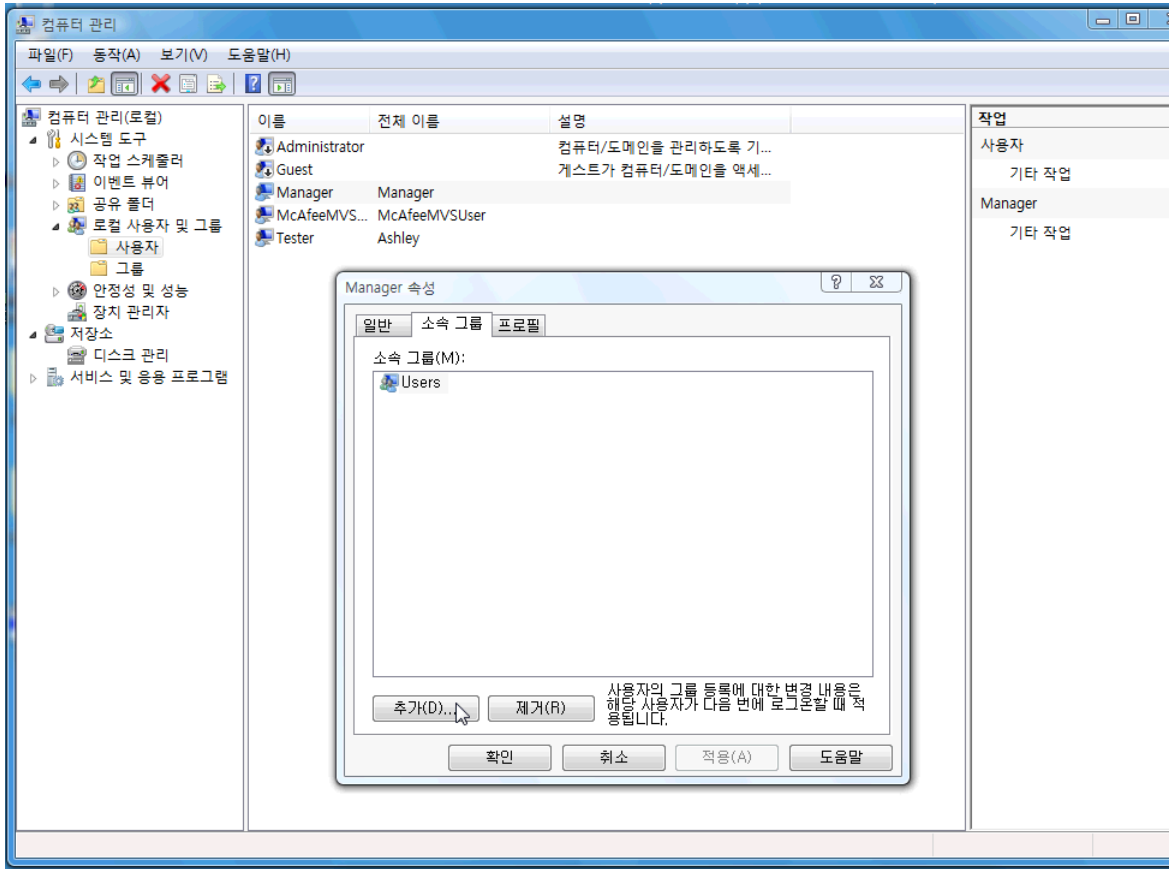 컴퓨터 관리
파일(F) 동작(A) 보기(V) 도움말(H)
컴퓨터 관리(로컬)
시스템 도구
작업 스케줄러
이벤트 뷰어
공유 폴더
로컬 사용자 및 그룹
사용자
그룹
안정성 및 성능
장치 관리자
저장소
디스크 관리
서비스 및 응용 프로그램
이름 전체 이름 설명
Administrator 컴퓨터/도메인을 관리하도록 기...
Guest 게스트가 컴퓨터/도메인을 액세...
Manager Manager
McAfeeMVS... McAfeeMVSUser
Tester Ashley
작업
사용자
기타 작업
Manager
기타 작업
Manager 속성
일반 소속 그룹 프로필
소속 그룹(M):
Users
추가(D)... 제거(R)
사용자의 그룹 등록에 대한 변경 내용은
해당 사용자가 다음 번에 로그온할 때 적
용됩니다.
확인 취소 적용(A) 도움말